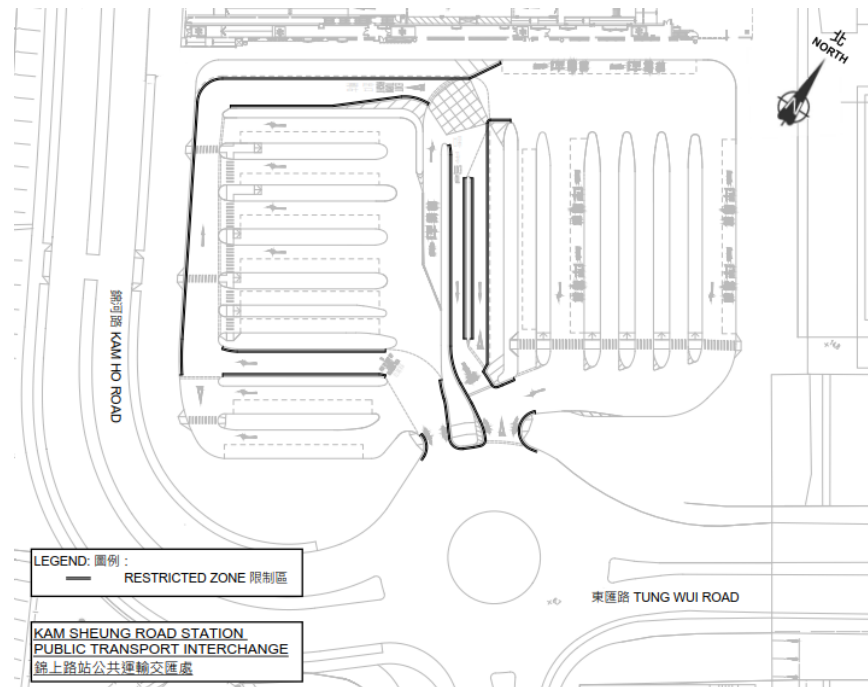 北
NORTH
N
錦河路 KAM HO ROAD
LEGEND: 圖例 :
RESTRICTED ZONE 限制區
東匯路 TUNG WUI ROAD
KAM SHEUNG ROAD STATION
PUBLIC TRANSPORT INTERCHANGE
錦上路站公共運輸交匯處